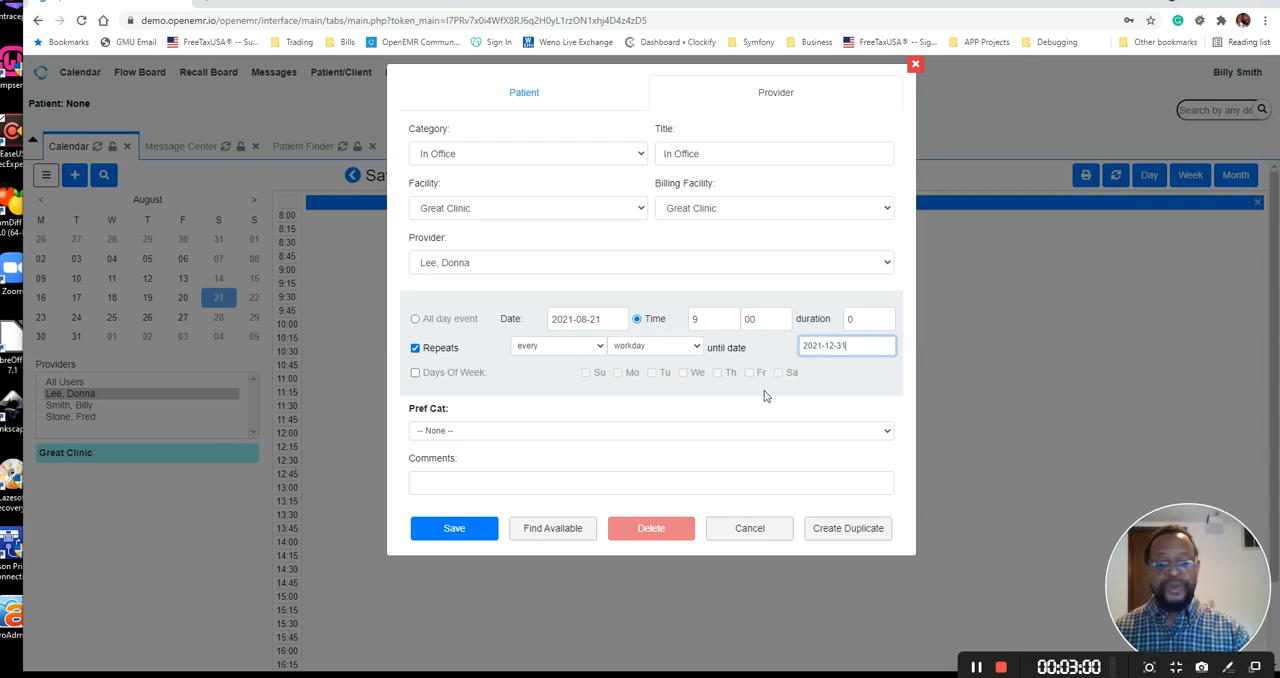 demo.openemr.io/openemr/interface/main/tabs/main.php?token_main=I7PRv7x0i4WfX8RJ6q2H0yL1rzON1xhj4D4z4zD5
Bookmarks GMU Email FreeTaxUSA® -- Su... Trading Bills OpenEMR Commun... Sign In Weno Live Exchange Dashboard • Clockify Symfony Business FreeTaxUSA® -- Sig... APP Projects Debugging Other bookmarks Reading list
Calendar Flow Board Recall Board Messages Patient/Client Billy Smith
Patient: None
Search by any de
Calendar Message Center Patient Finder
Sa
Day Week Month
< August >
M T W T F S S
26 27 28 29 30 31 01
02 03 04 05 06 07 08
09 10 11 12 13 14 15
16 17 18 19 20 21 22
23 24 25 26 27 28 29
30 31 01 02 03 04 05
Providers
All Users
Lee, Donna
Smith, Billy
Stone, Fred
Great Clinic
8:00
8:15
8:30
8:45
9:00
9:15
9:30
9:45
10:00
10:15
10:30
10:45
11:00
11:15
11:30
11:45
12:00
12:15
12:30
12:45
13:00
13:15
13:30
13:45
14:00
14:15
14:30
14:45
15:00
15:15
15:30
15:45
16:00
16:15
Patient Provider
Category: Title:
In Office In Office
Facility: Billing Facility:
Great Clinic Great Clinic
Provider:
Lee, Donna
All day event Date: 2021-08-21 Time 9 00 duration 0
Repeats every workday until date 2021-12-31
Days Of Week: Su Mo Tu We Th Fr Sa
Pref Cat:
-- None --
Comments:
Save Find Available Delete Cancel Create Duplicate
Zoom
00:03:00